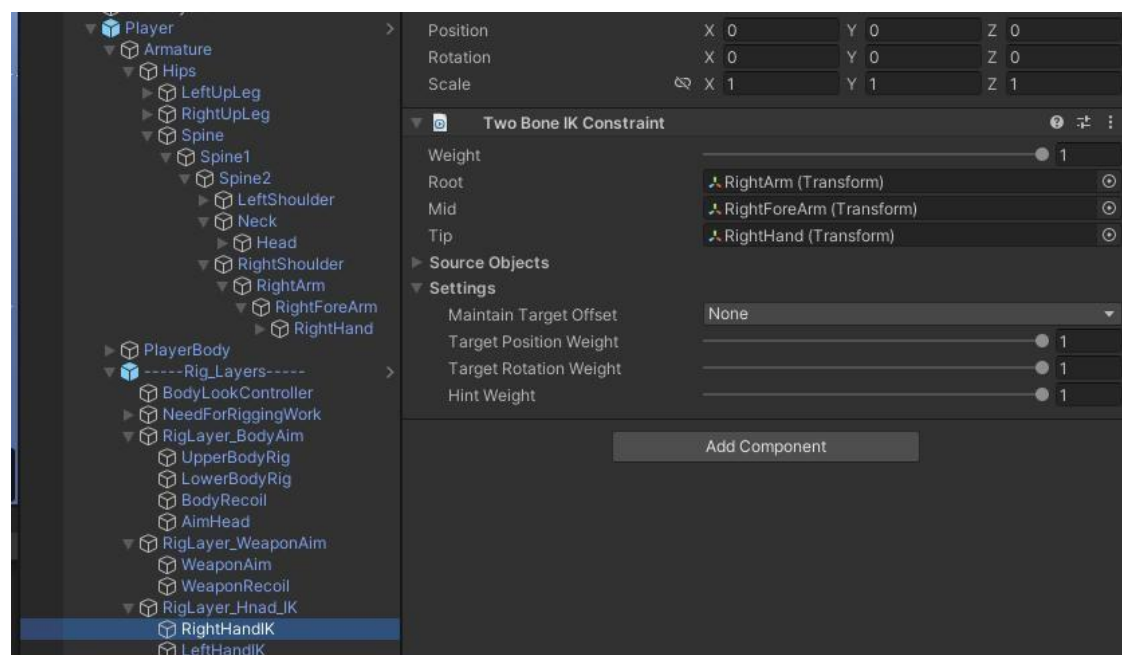 Player
Armature
Hips
LeftUpLeg
RightUpLeg
Spine
Spine1
Spine2
LeftShoulder
Neck
Head
RightShoulder
RightArm
RightForeArm
RightHand
PlayerBody
-----Rig_Layers-----
BodyLookController
NeedForRiggingWork
RigLayer_BodyAim
UpperBodyRig
LowerBodyRig
BodyRecoil
AimHead
RigLayer_WeaponAim
WeaponAim
WeaponRecoil
RigLayer_Hnad_IK
RightHandIK
LeftHandIK
Position X 0 Y 0 Z 0
Rotation X 0 Y 0 Z 0
Scale X 1 Y 1 Z 1
Two Bone IK Constraint
Weight 1
Root RightArm (Transform)
Mid RightForeArm (Transform)
Tip RightHand (Transform)
Source Objects
Settings
Maintain Target Offset None
Target Position Weight 1
Target Rotation Weight 1
Hint Weight 1
Add Component